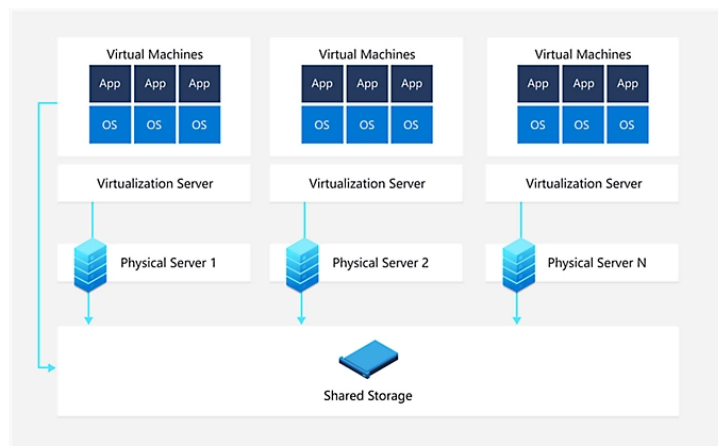 Virtual Machines
App App App
OS OS OS
Virtualization Server
Physical Server 1
Virtual Machines
App App App
OS OS OS
Virtualization Server
Physical Server 2
Virtual Machines
App App App
OS OS OS
Virtualization Server
Physical Server N
Shared Storage